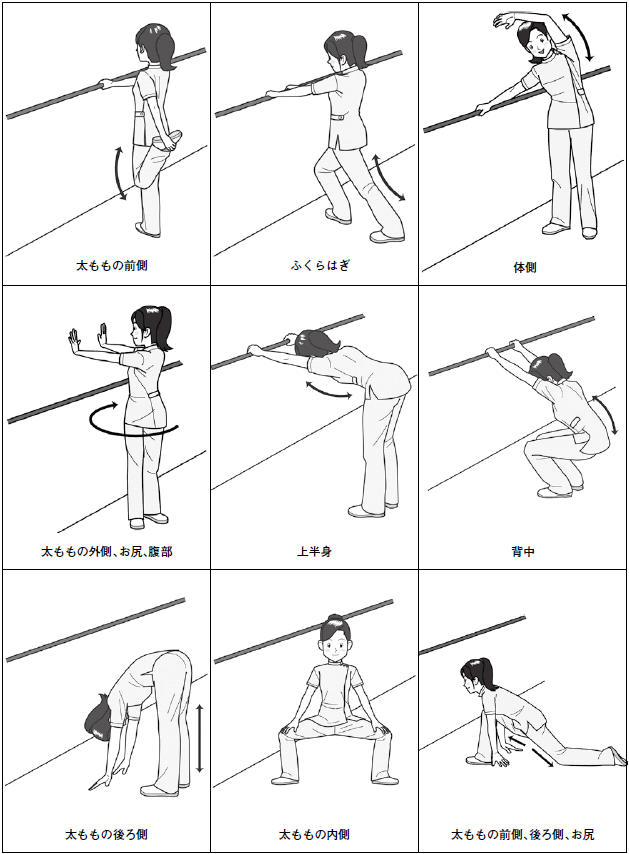 太ももの前側
ふくらはぎ
体側
太ももの外側、お尻、腹部
上半身
背中
太ももの後ろ側
太ももの内側
太ももの前側、後ろ側、お尻